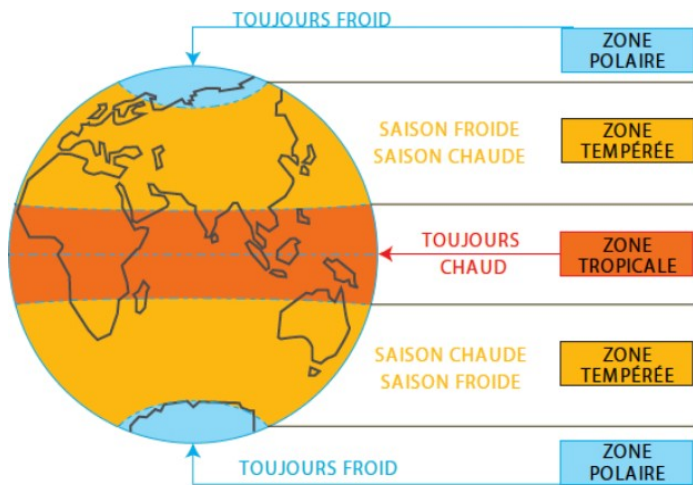 TOUJOURS FROID
ZONE
POLAIRE
SAISON FROIDE
SAISON CHAUDE
ZONE
TEMPÉRÉE
TOUJOURS
CHAUD
ZONE
TROPICALE
SAISON CHAUDE
SAISON FROIDE
ZONE
TEMPÉRÉE
TOUJOURS FROID
ZONE
POLAIRE